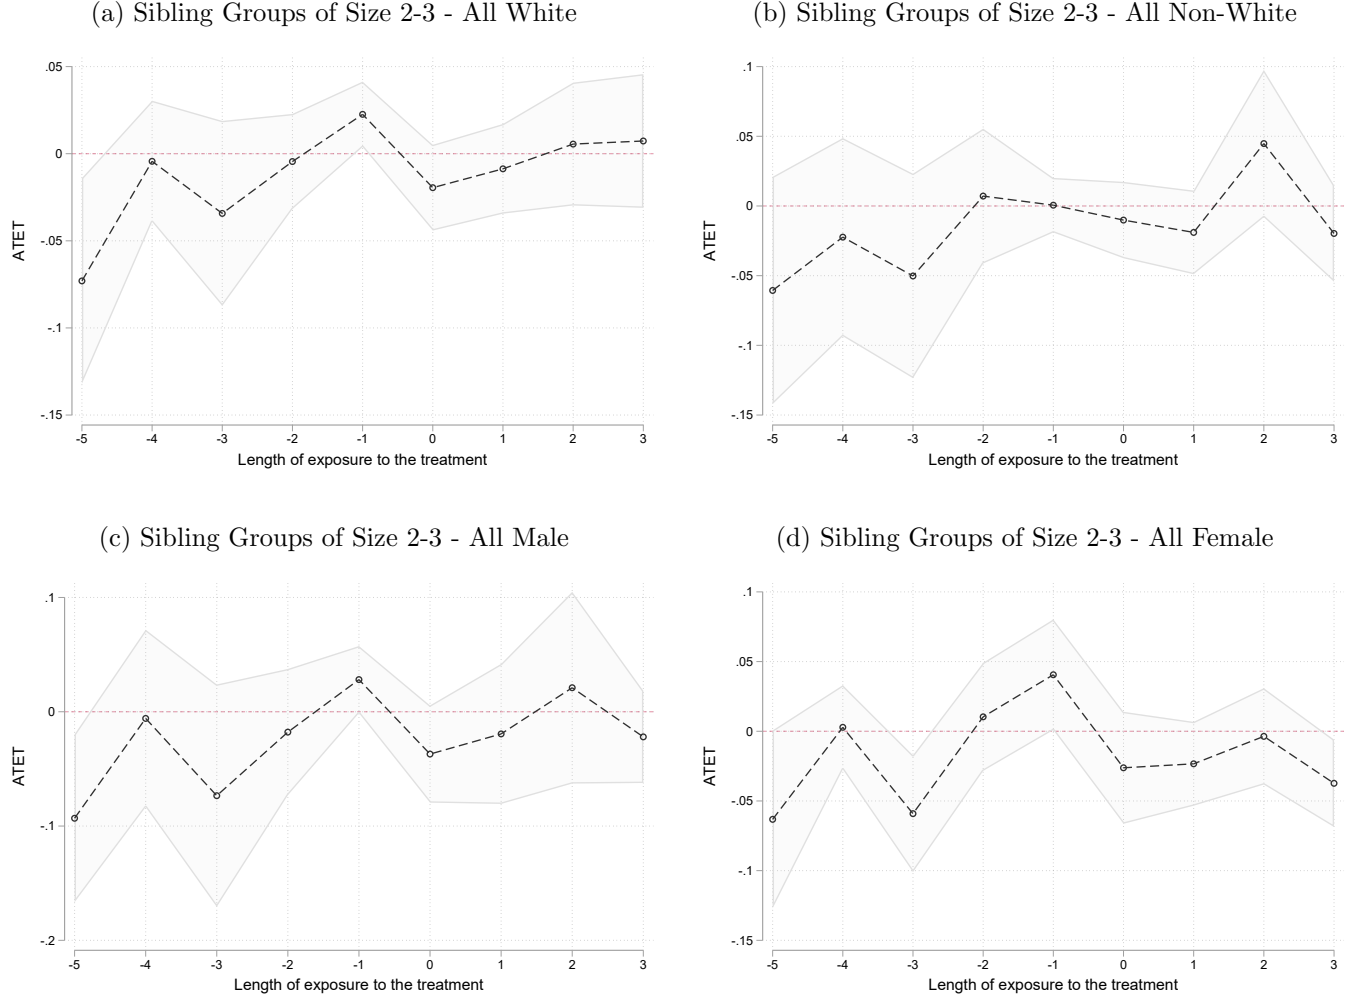 (a) Sibling Groups of Size 2-3 - All White
.05
0
-.05
-.1
-.15
ATET
-5 -4 -3 -2 -1 0 1 2 3
Length of exposure to the treatment
(b) Sibling Groups of Size 2-3 - All Non-White
.1
.05
0
-.05
-.1
-.15
ATET
-5 -4 -3 -2 -1 0 1 2 3
Length of exposure to the treatment
(c) Sibling Groups of Size 2-3 - All Male
.1
0
-.1
-.2
ATET
-5 -4 -3 -2 -1 0 1 2 3
Length of exposure to the treatment
(d) Sibling Groups of Size 2-3 - All Female
.1
.05
0
-.05
-.1
-.15
ATET
-5 -4 -3 -2 -1 0 1 2 3
Length of exposure to the treatment